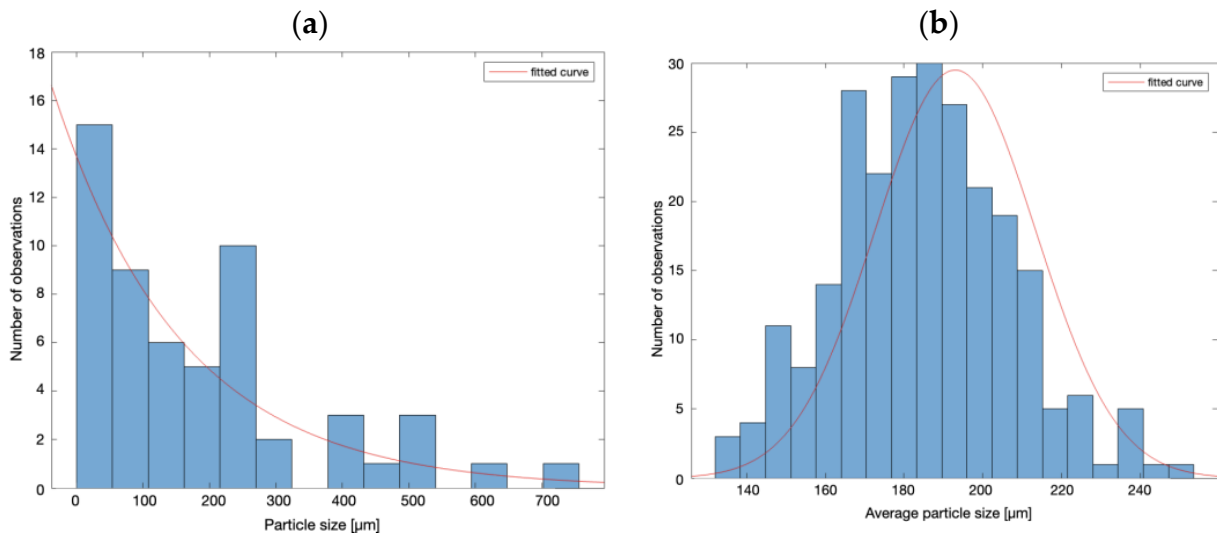 (a)
(b)
18
16
14
12
10
8
6
4
2
0
Number of observations
fitted curve
0 100 200 300 400 500 600 700
Particle size [µm]
30
25
20
15
10
5
0
Number of observations
fitted curve
140 160 180 200 220 240
Average particle size [µm]